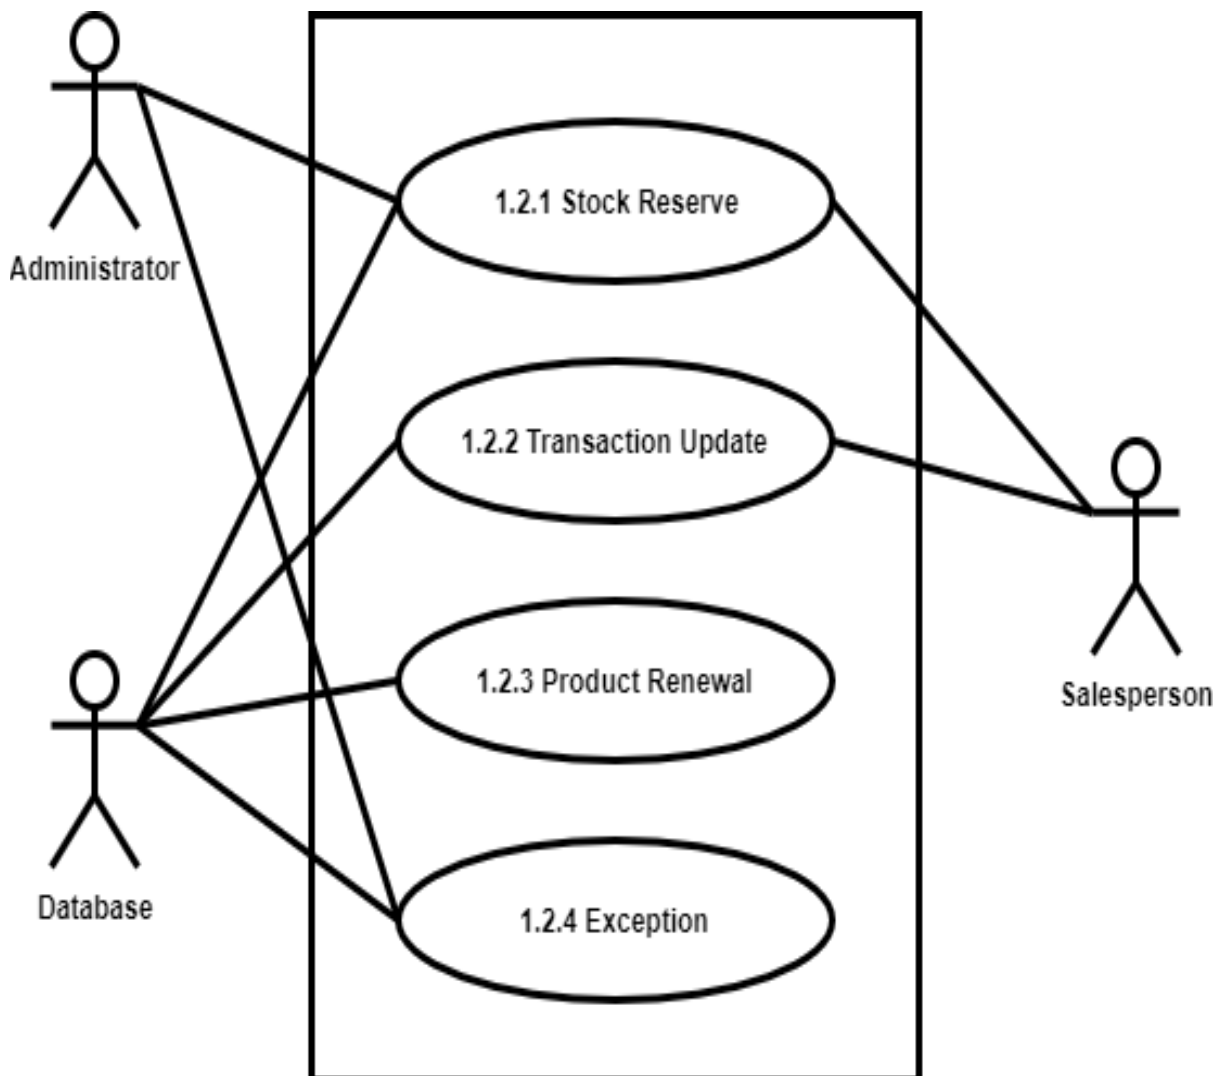 1.2.1 Stock Reserve
Administrator
1.2.2 Transaction Update
1.2.3 Product Renewal
Salesperson
Database
1.2.4 Exception